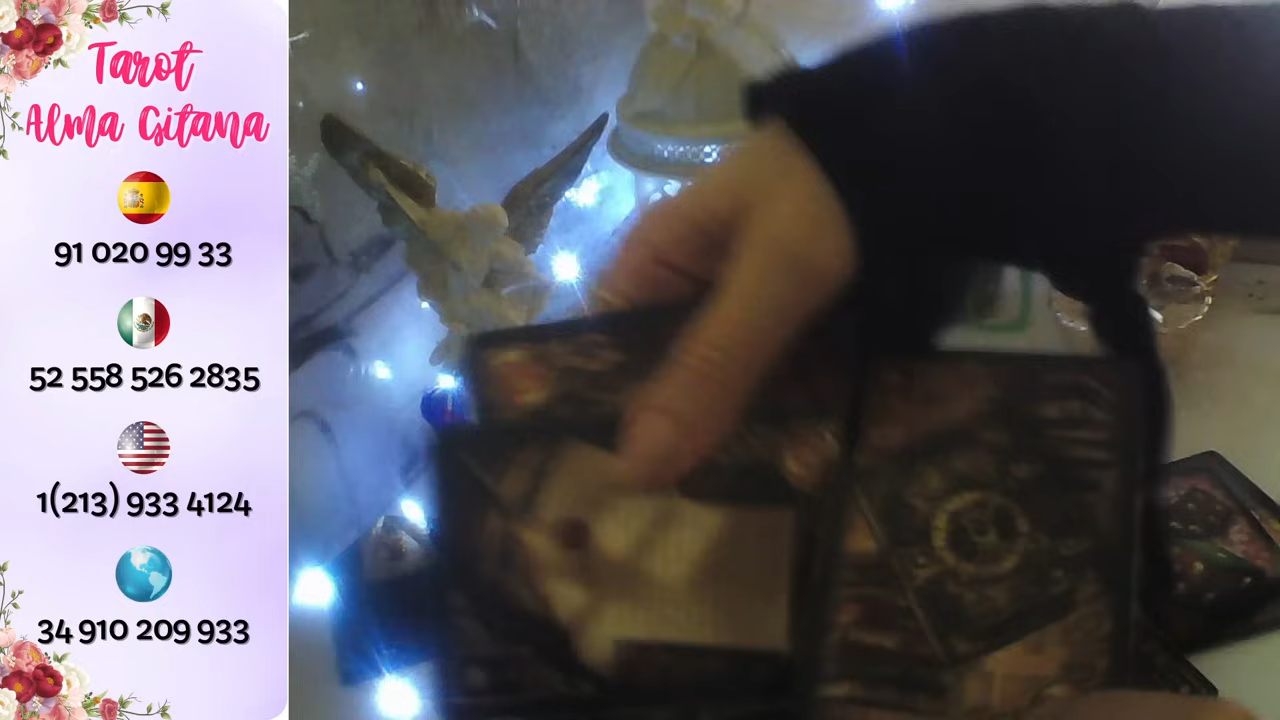 Tarot
Alma Gitana
91 020 99 33
52 558 526 2835
1(213) 933 4124
34 910 209 933